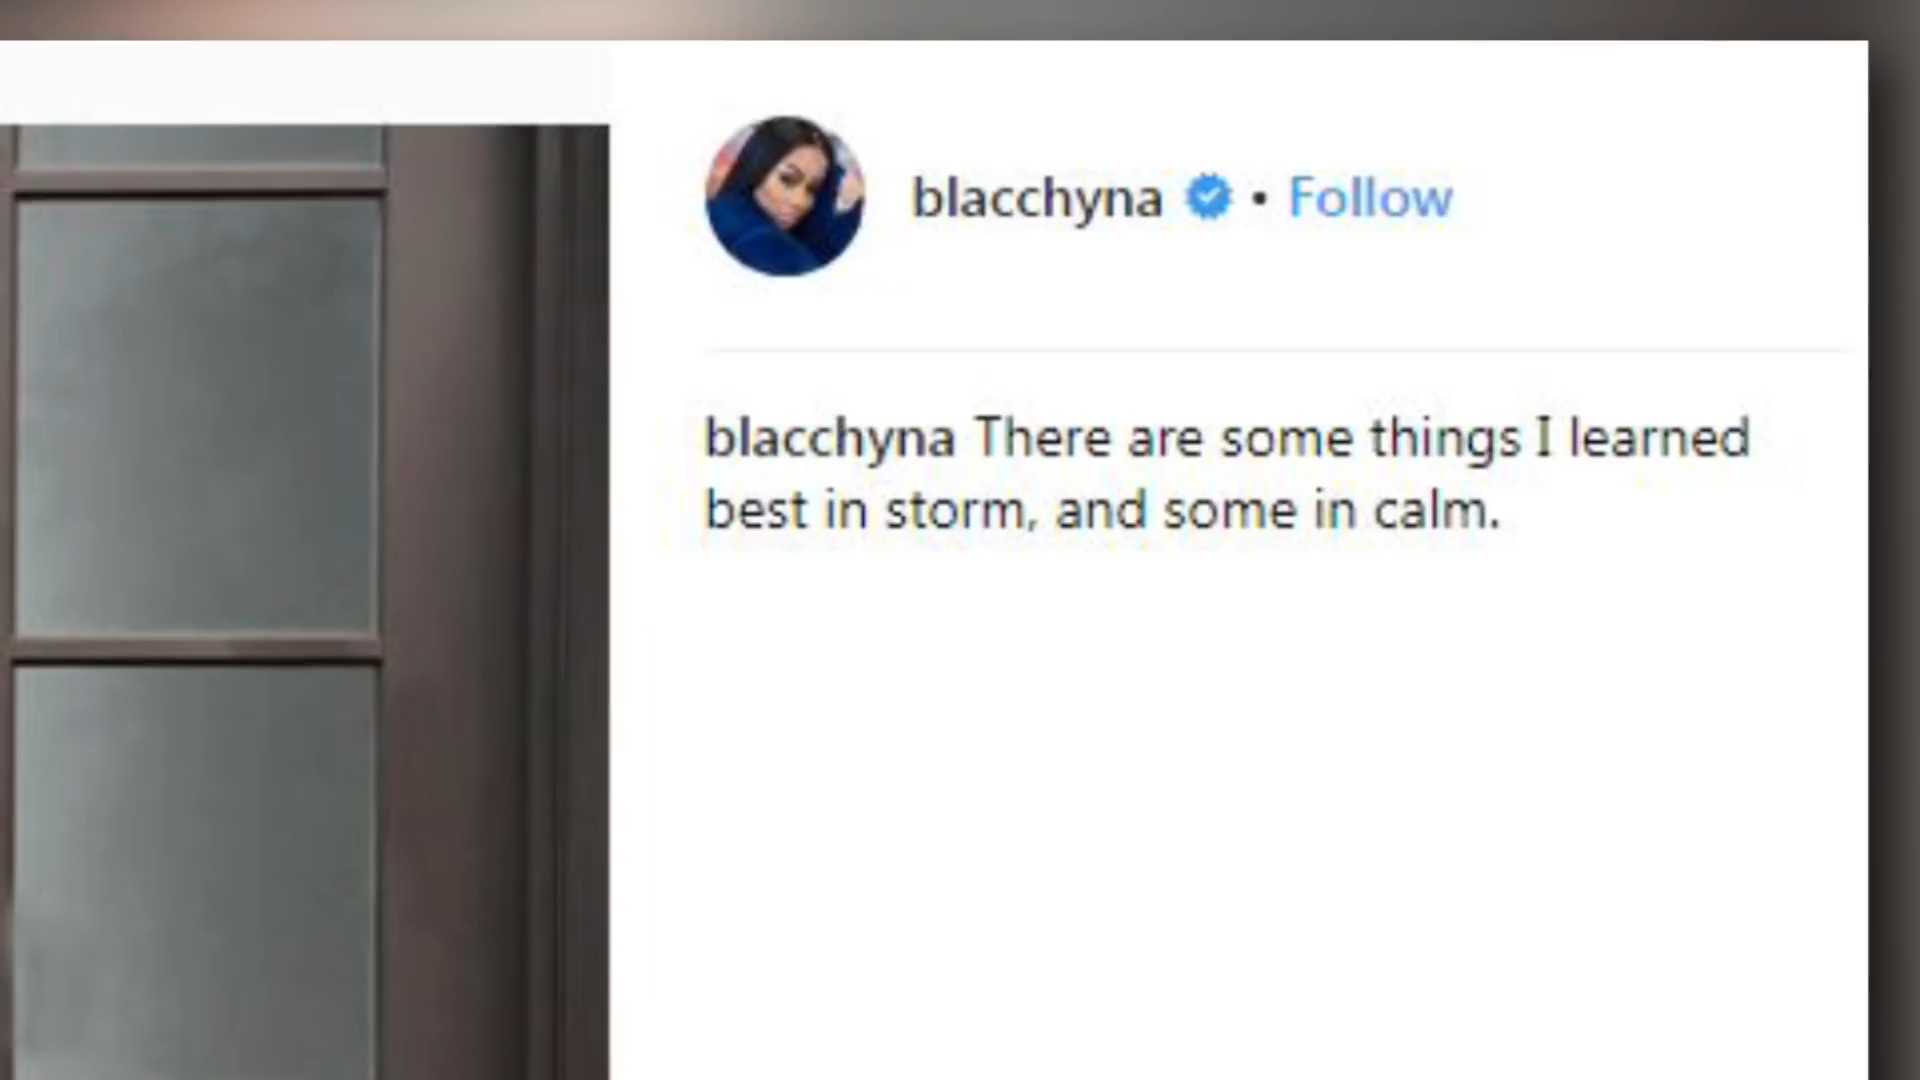 blacchyna • Follow
blacchyna There are some things I learned
best in storm, and some in calm.